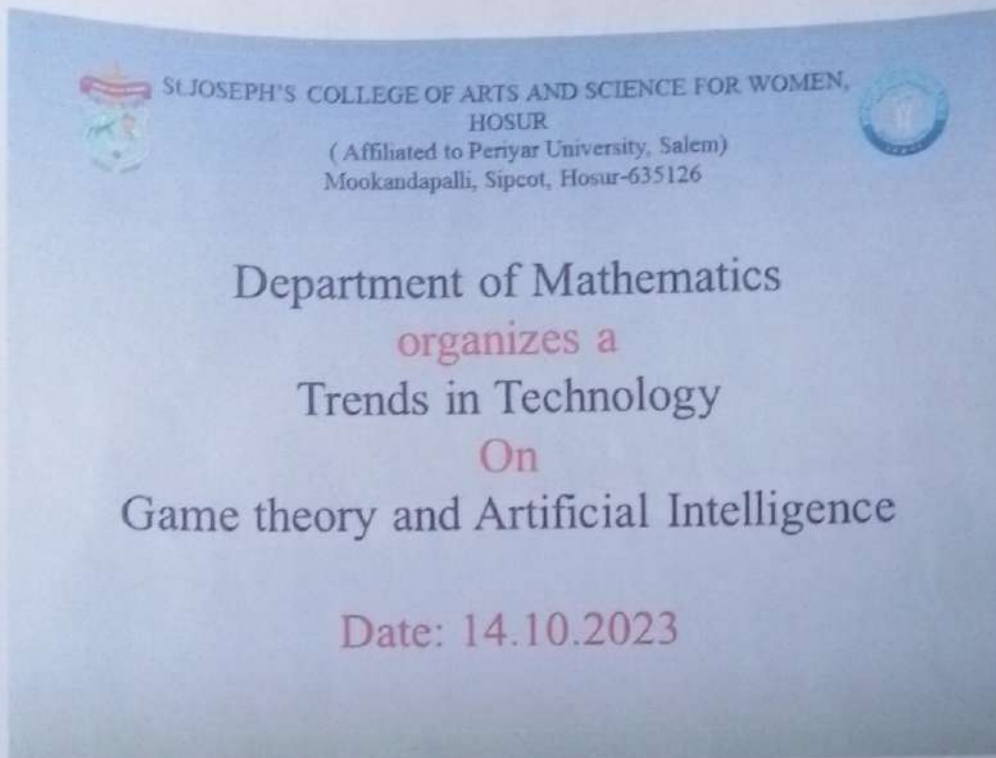 St.JOSEPH'S COLLEGE OF ARTS AND SCIENCE FOR WOMEN,
HOSUR
( Affiliated to Periyar University, Salem)
Mookandapalli, Sipcot, Hosur-635126
Department of Mathematics
organizes a
Trends in Technology
On
Game theory and Artificial Intelligence
Date: 14.10.2023